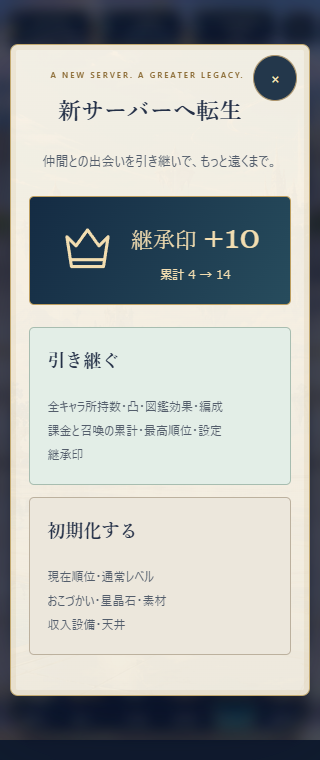 A NEW SERVER. A GREATER LEGACY.
×
新サーバーへ転生
仲間との出会いを引き継いで、もっと遠くまで。
継承印 +10
累計 4 → 14
引き継ぐ
全キャラ所持数・凸・図鑑効果・編成
課金と召喚の累計・最高順位・設定
継承印
初期化する
現在順位・通常レベル
おこづかい・星晶石・素材
収入設備・天井